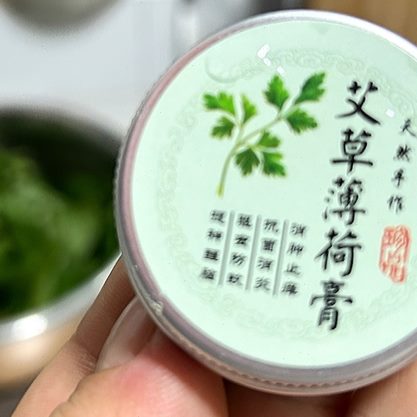 天然手作
艾草薄荷膏
消肿止痒
抗菌消炎
驱虫防蚊
提神醒脑